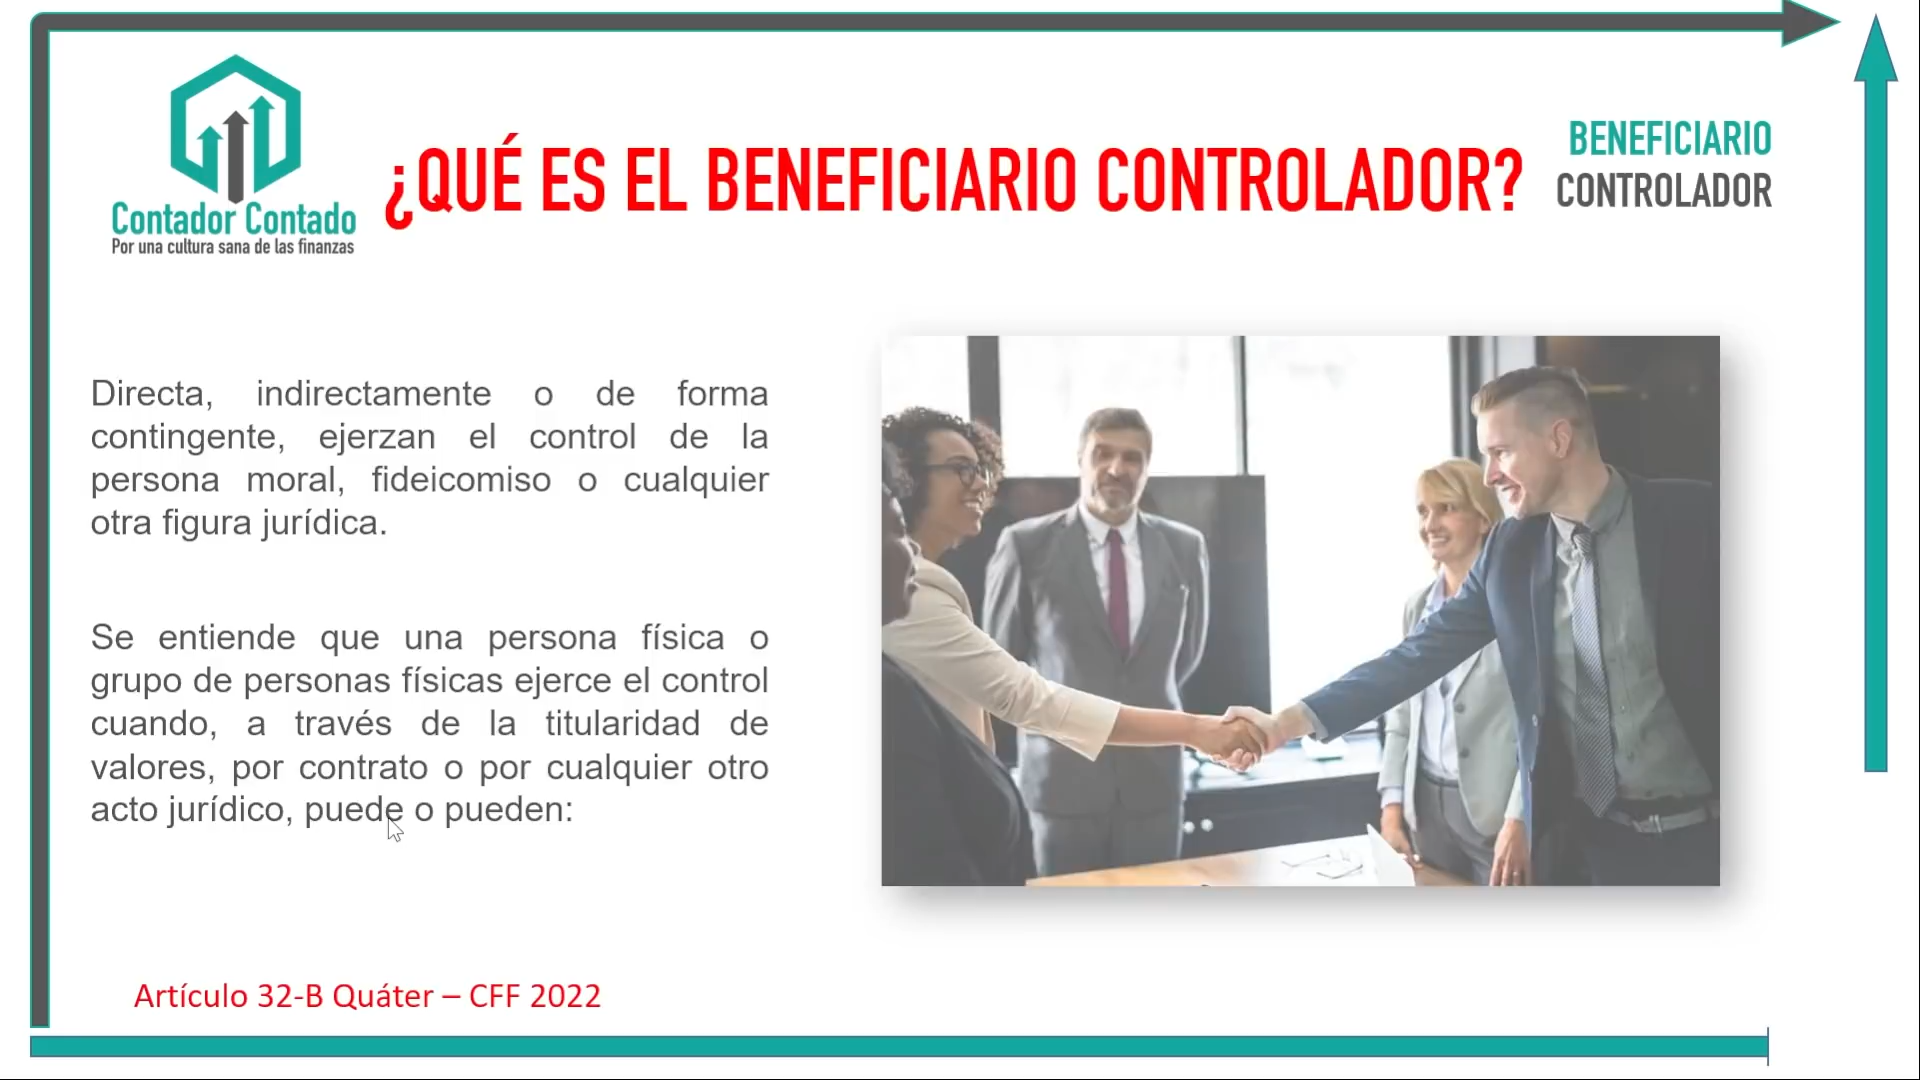 Contador Contado
Por una cultura sana de las finanzas
¿QUÉ ES EL BENEFICIARIO CONTROLADOR?
BENEFICIARIO
CONTROLADOR
Directa, indirectamente o de forma
contingente, ejerzan el control de la
persona moral, fideicomiso o cualquier
otra figura jurídica.
Se entiende que una persona física o
grupo de personas físicas ejerce el control
cuando, a través de la titularidad de
valores, por contrato o por cualquier otro
acto jurídico, puede o pueden:
Artículo 32-B Quáter – CFF 2022